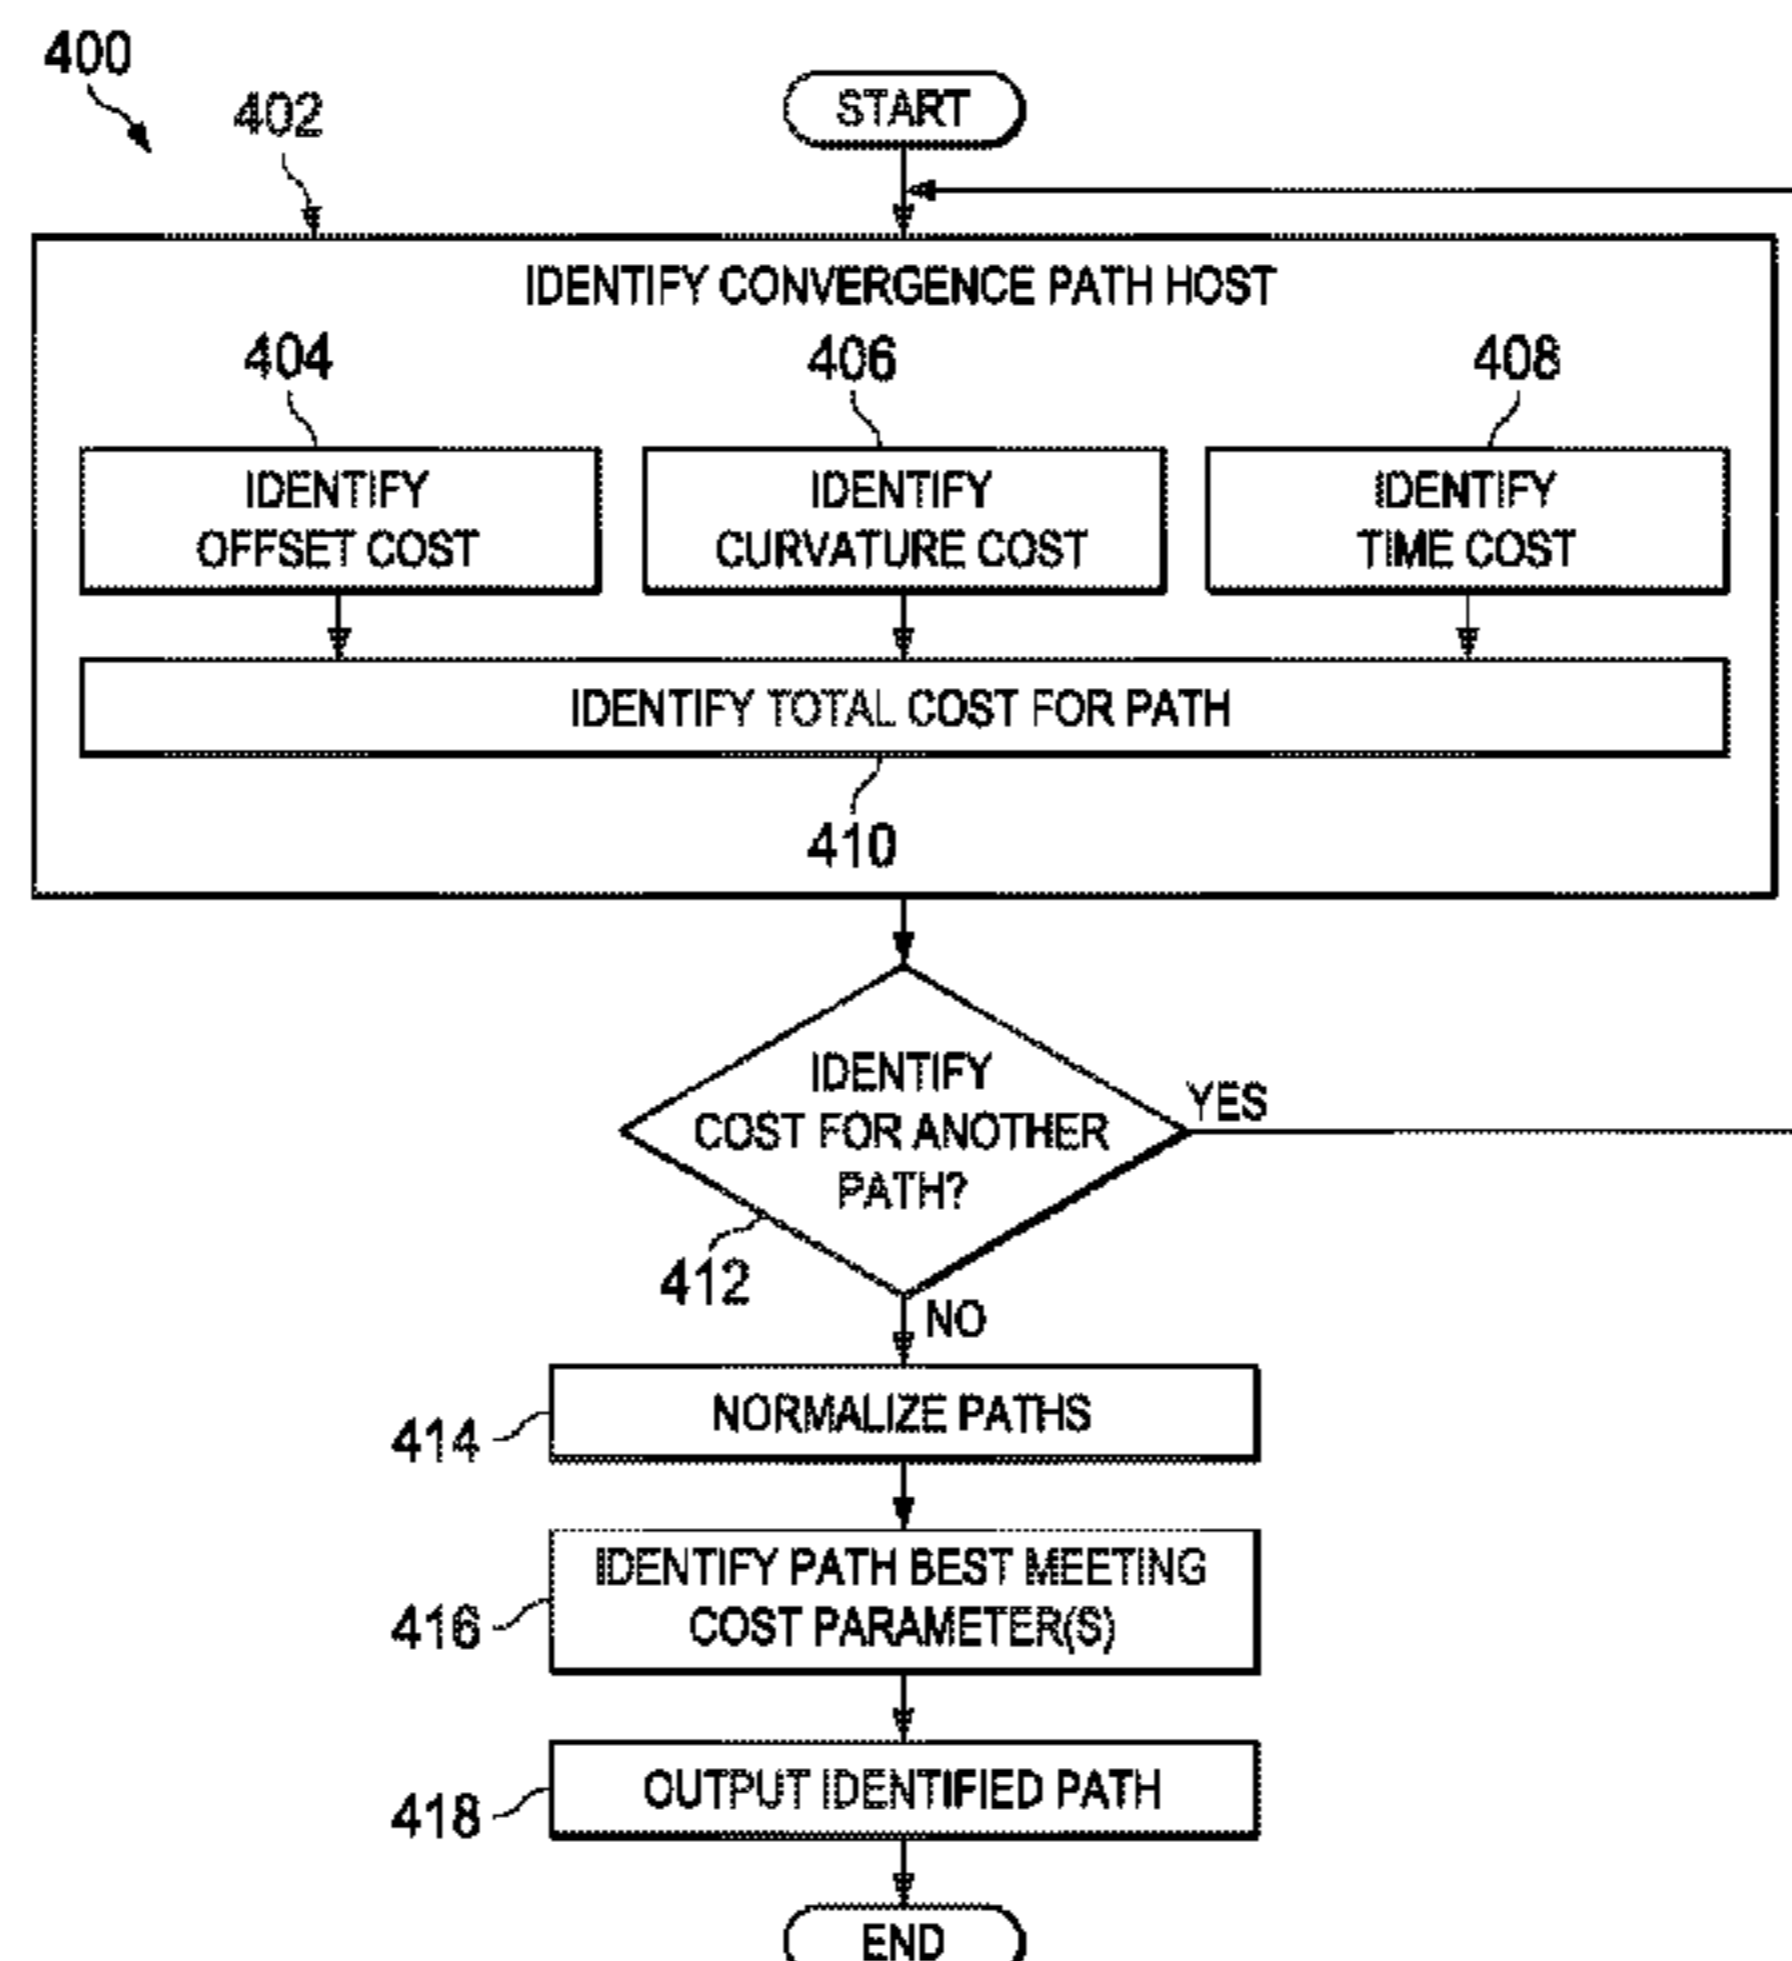 400
402
START
IDENTIFY CONVERGENCE PATH HOST
404
406
408
IDENTIFY
OFFSET COST
IDENTIFY
CURVATURE COST
IDENTIFY
TIME COST
IDENTIFY TOTAL COST FOR PATH
410
IDENTIFY
COST FOR ANOTHER
PATH?
YES
412
NO
NORMALIZE PATHS
414
IDENTIFY PATH BEST MEETING
COST PARAMETER(S)
416
OUTPUT IDENTIFIED PATH
418
END